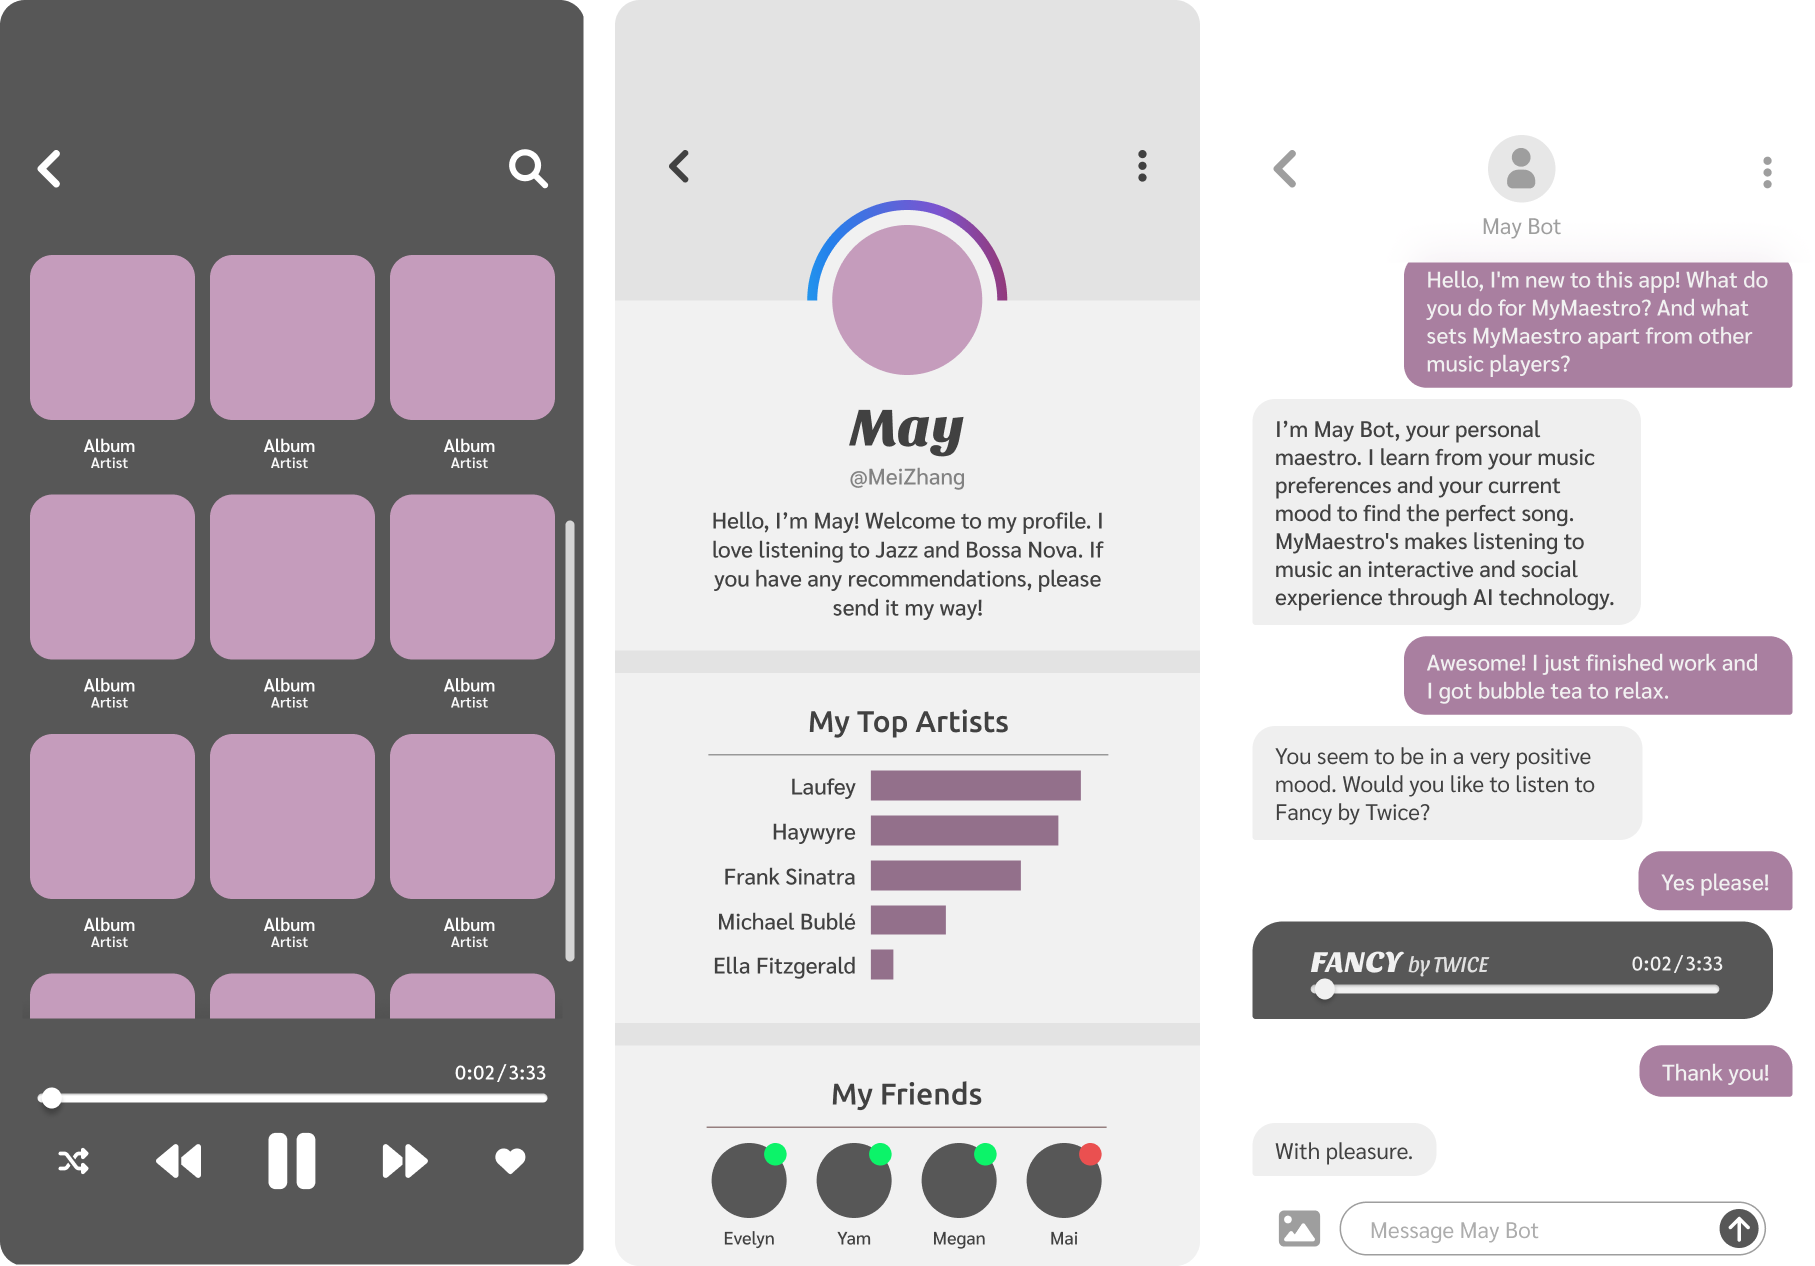 Album
Artist
Album
Artist
Album
Artist
Album
Artist
Album
Artist
Album
Artist
Album
Artist
Album
Artist
Album
Artist
0:02/3:33
May
@MeiZhang
Hello, I’m May! Welcome to my profile. I
love listening to Jazz and Bossa Nova. If
you have any recommendations, please
send it my way!
My Top Artists
Laufey
Haywyre
Frank Sinatra
Michael Bublé
Ella Fitzgerald
My Friends
Evelyn
Yam
Megan
Mai
May Bot
Hello, I'm new to this app! What do
you do for MyMaestro? And what
sets MyMaestro apart from other
music players?
I’m May Bot, your personal
maestro. I learn from your music
preferences and your current
mood to find the perfect song.
MyMaestro's makes listening to
music an interactive and social
experience through AI technology.
Awesome! I just finished work and
I got bubble tea to relax.
You seem to be in a very positive
mood. Would you like to listen to
Fancy by Twice?
Yes please!
FANCY by TWICE 0:02/3:33
Thank you!
With pleasure.
Message May Bot